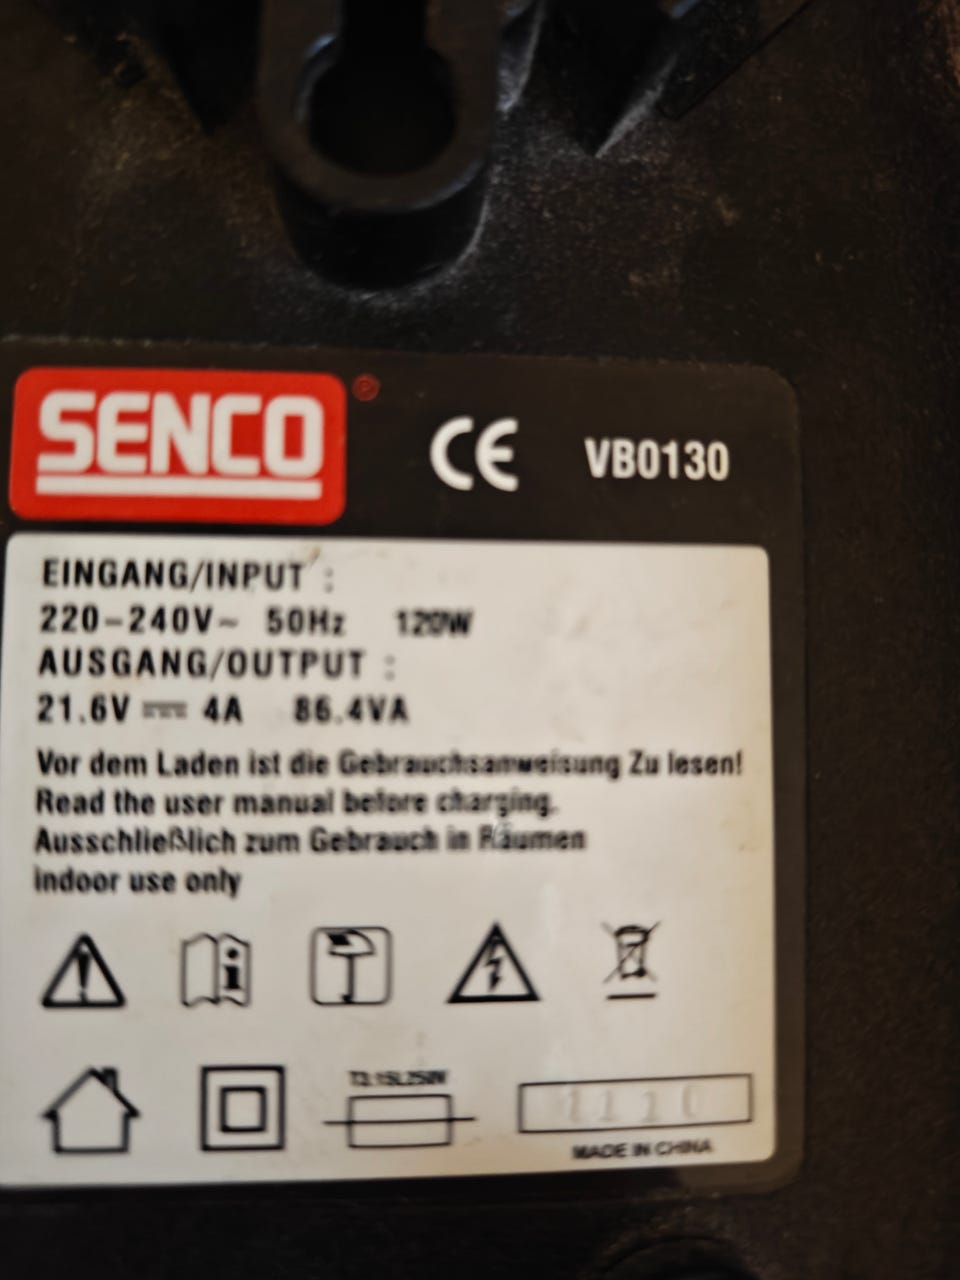 SENCO®
CE VB0130
EINGANG/INPUT :
220-240V~ 50Hz 120W
AUSGANG/OUTPUT :
21.6V ⎓ 4A 86.4VA
Vor dem Laden ist die Gebrauchsanweisung Zu lesen!
Read the user manual before charging.
Ausschließlich zum Gebrauch in Räumen
indoor use only
T3.15L250V
MADE IN CHINA